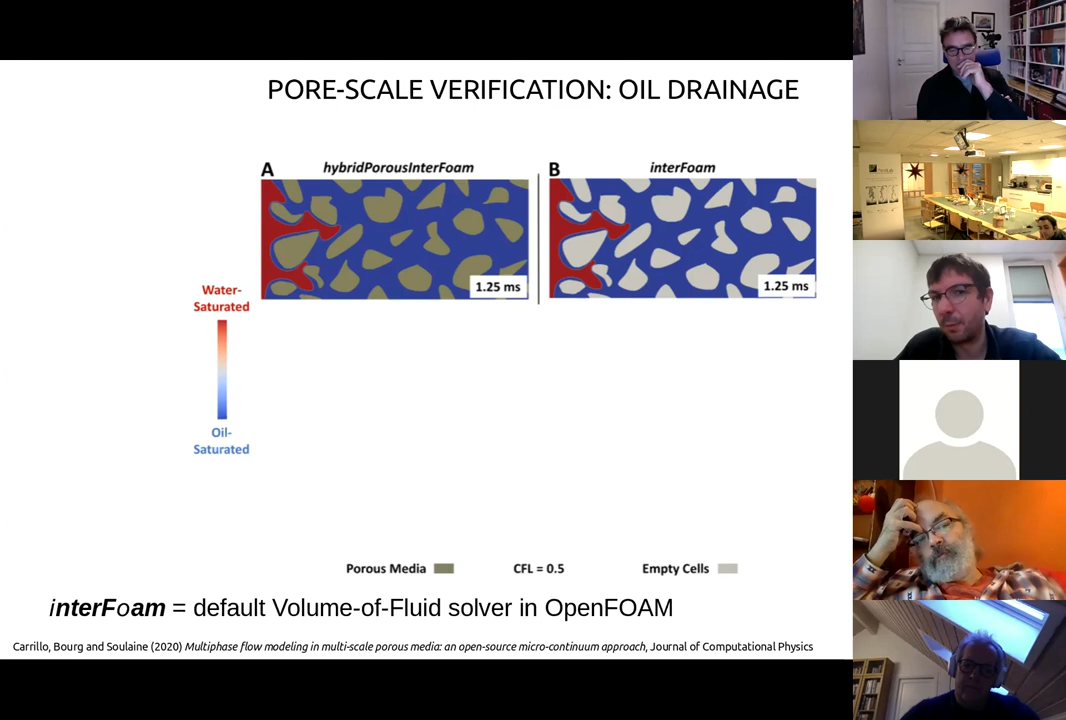 PORE-SCALE VERIFICATION: OIL DRAINAGE
A
hybridPorousInterFoam
B
interFoam
1.25 ms
1.25 ms
Water-
Saturated
Oil-
Saturated
Porous Media
CFL = 0.5
Empty Cells
interFoam = default Volume-of-Fluid solver in OpenFOAM
Carrillo, Bourg and Soulaine (2020) Multiphase flow modeling in multi-scale porous media: an open-source micro-continuum approach, Journal of Computational Physics